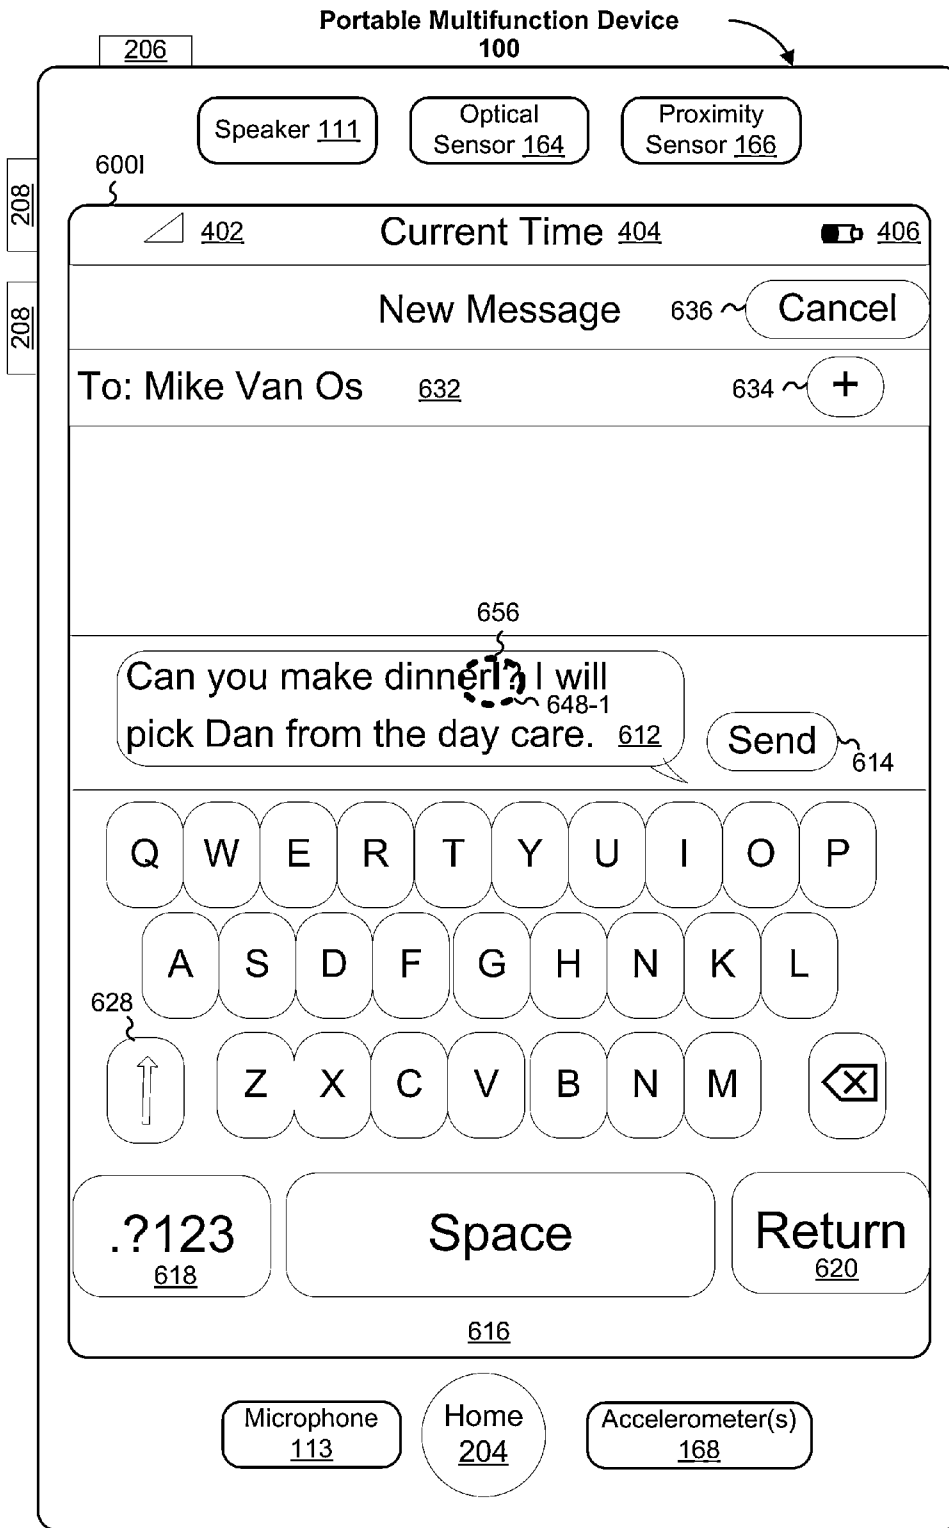 Portable Multifunction Device
100
206
Speaker 111
Optical
Sensor 164
Proximity
Sensor 166
208
600I
402 Current Time 404 406
208
New Message 636 Cancel
To: Mike Van Os 632 634 +
656
Can you make dinner? I will
648-1
pick Dan from the day care. 612
Send
614
Q W E R T Y U I O P
A S D F G H N K L
628
Z X C V B N M
.?123
618
Space
Return
620
616
Microphone
113
Home
204
Accelerometer(s)
168